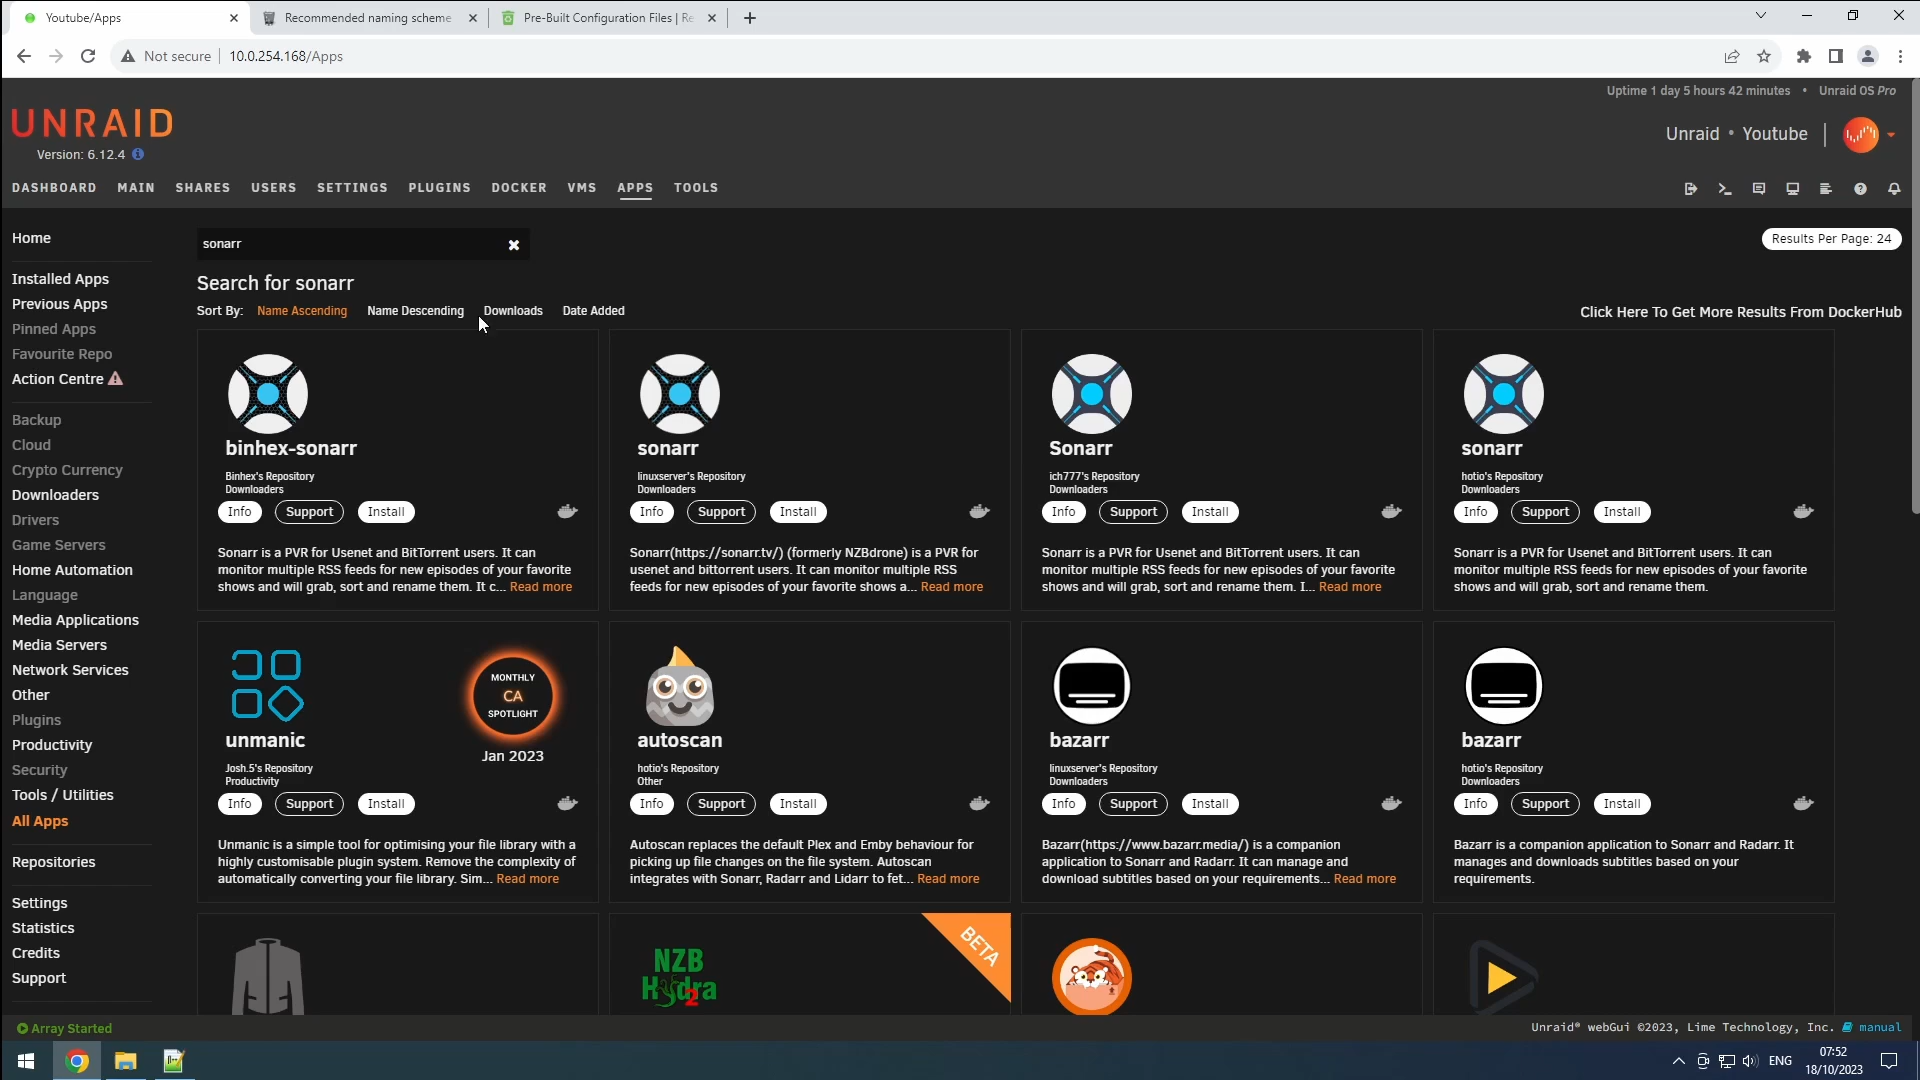 Youtube/Apps
Recommended naming scheme
Pre-Built Configuration Files | Re
Not secure
10.0.254.168/Apps
Uptime 1 day 5 hours 42 minutes • Unraid OS Pro
UNRAID
Version: 6.12.4
Unraid • Youtube
DASHBOARD MAIN SHARES USERS SETTINGS PLUGINS DOCKER VMS APPS TOOLS
Home
Installed Apps
Previous Apps
Pinned Apps
Favourite Repo
Action Centre
Backup
Cloud
Crypto Currency
Downloaders
Drivers
Game Servers
Home Automation
Language
Media Applications
Media Servers
Network Services
Other
Plugins
Productivity
Security
Tools / Utilities
All Apps
Repositories
Settings
Statistics
Credits
Support
sonarr
Results Per Page: 24
Search for sonarr
Sort By: Name Ascending Name Descending Downloads Date Added
Click Here To Get More Results From DockerHub
binhex-sonarr
Binhex's Repository
Downloaders
Info Support Install
Sonarr is a PVR for Usenet and BitTorrent users. It can
monitor multiple RSS feeds for new episodes of your favorite
shows and will grab, sort and rename them. It c... Read more
sonarr
linuxserver's Repository
Downloaders
Info Support Install
Sonarr(https://sonarr.tv/) (formerly NZBdrone) is a PVR for
usenet and bittorrent users. It can monitor multiple RSS
feeds for new episodes of your favorite shows a... Read more
Sonarr
ich777's Repository
Downloaders
Info Support Install
Sonarr is a PVR for Usenet and BitTorrent users. It can
monitor multiple RSS feeds for new episodes of your favorite
shows and will grab, sort and rename them. I... Read more
sonarr
hotio's Repository
Downloaders
Info Support Install
Sonarr is a PVR for Usenet and BitTorrent users. It can
monitor multiple RSS feeds for new episodes of your favorite
shows and will grab, sort and rename them.
unmanic
MONTHLY
CA
SPOTLIGHT
Jan 2023
Josh.5's Repository
Productivity
Info Support Install
Unmanic is a simple tool for optimising your file library with a
highly customisable plugin system. Remove the complexity of
automatically converting your file library. Sim... Read more
autoscan
hotio's Repository
Other
Info Support Install
Autoscan replaces the default Plex and Emby behaviour for
picking up file changes on the file system. Autoscan
integrates with Sonarr, Radarr and Lidarr to fet... Read more
bazarr
linuxserver's Repository
Downloaders
Info Support Install
Bazarr(https://www.bazarr.media/) is a companion
application to Sonarr and Radarr. It can manage and
download subtitles based on your requirements... Read more
bazarr
hotio's Repository
Downloaders
Info Support Install
Bazarr is a companion application to Sonarr and Radarr. It
manages and downloads subtitles based on your
requirements.
NZB
Hydra
2
BETA
Array Started
Unraid® webGui ©2023, Lime Technology, Inc. manual
ENG
07:52
18/10/2023